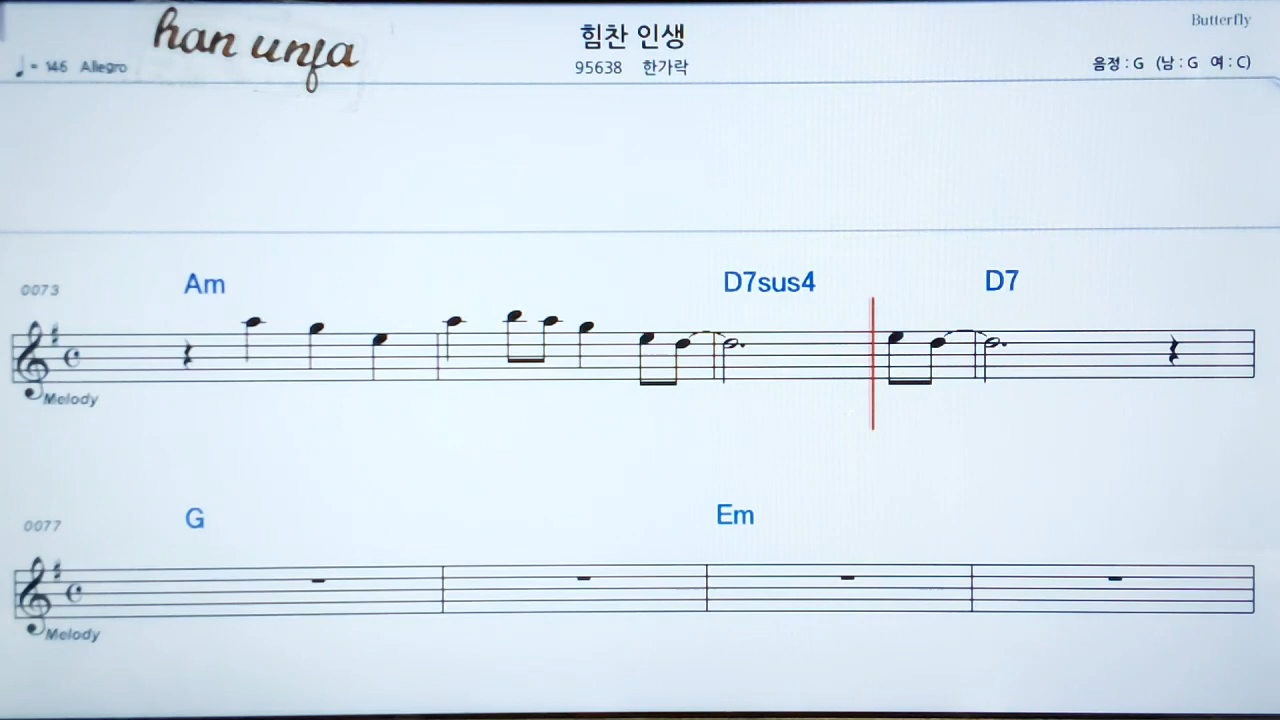 han unfa
힘찬 인생
Butterfly
♩= 146 Allegro
95638 한가락
음정 : G (남 : G 여 : C)
0073
Am
D7sus4
D7
Melody
0077
G
Em
Melody